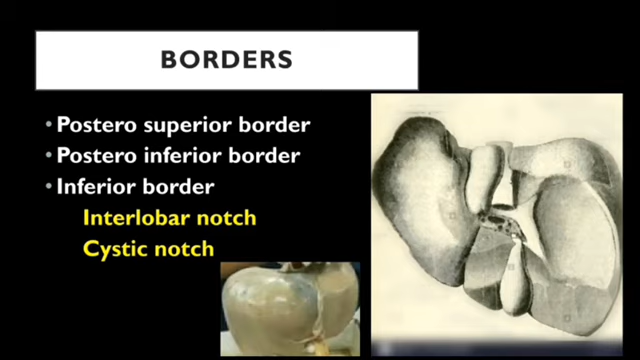 BORDERS
• Postero superior border
• Postero inferior border
• Inferior border
Interlobar notch
Cystic notch